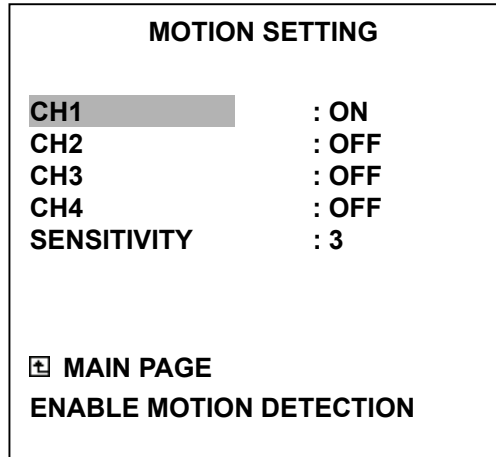 MOTION SETTING
CH1 : ON
CH2 : OFF
CH3 : OFF
CH4 : OFF
SENSITIVITY : 3
MAIN PAGE
ENABLE MOTION DETECTION